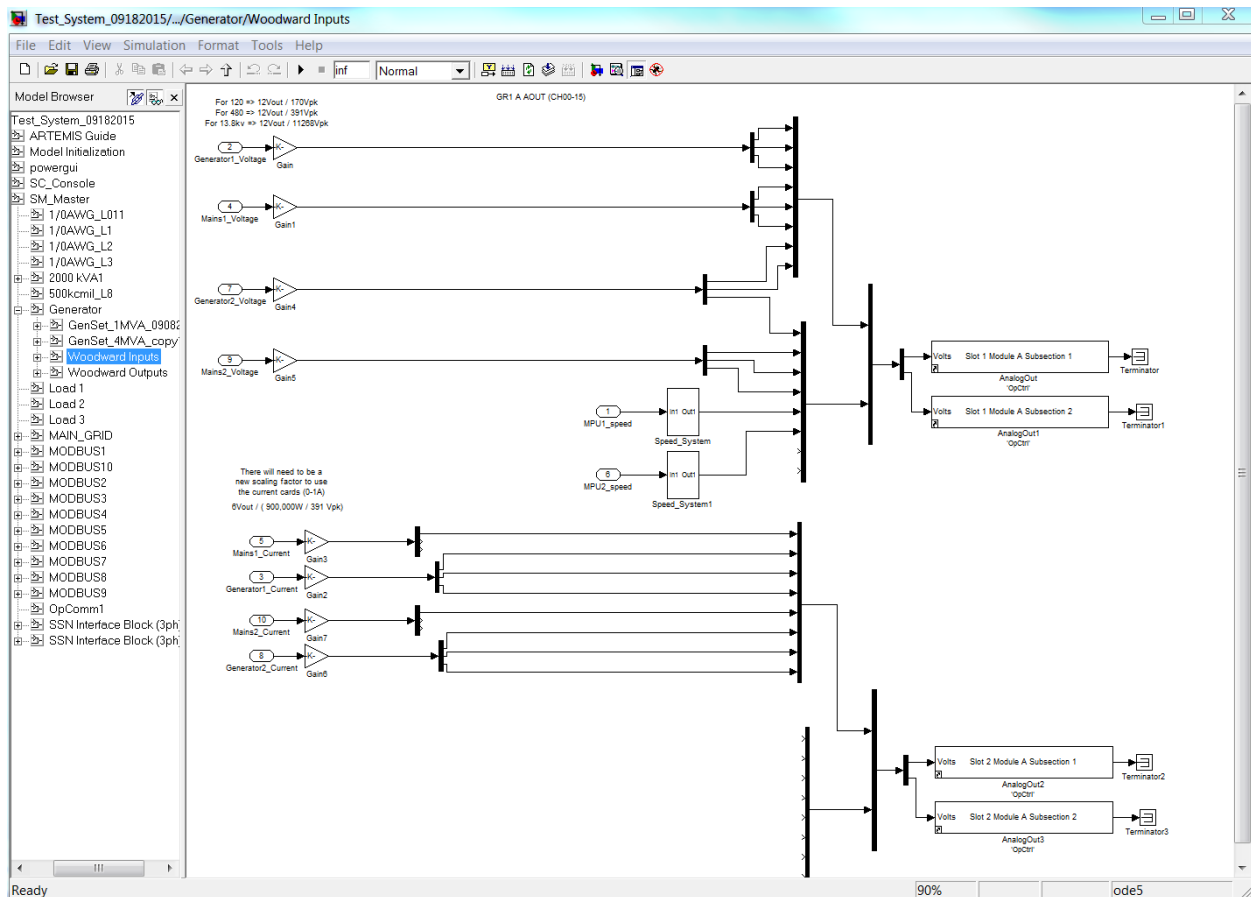 Test_System_09182015/.../Generator/Woodward Inputs
File Edit View Simulation Format Tools Help
inf Normal
Model Browser
Test_System_09182015
ARTEMIS Guide
Model Initialization
powergui
SC_Console
SM_Master
1/0AWG_L011
1/0AWG_L1
1/0AWG_L2
1/0AWG_L3
2000 kVA1
500kcmil_L8
Generator
GenSet_1MVA_0908
GenSet_4MVA_copy
Woodward Inputs
Woodward Outputs
Load 1
Load 2
Load 3
MAIN_GRID
MODBUS1
MODBUS10
MODBUS2
MODBUS3
MODBUS4
MODBUS5
MODBUS6
MODBUS7
MODBUS8
MODBUS9
OpComm1
SSN Interface Block (3ph)
SSN Interface Block (3ph)
For 120 => 12Vout / 170Vpk
For 480 => 12Vout / 391Vpk
For 13.8kv => 12Vout / 11268Vpk
GR1 A AOUT (CH00-15)
2
K-
Generator1_Voltage
Gain
4
K-
Mains1_Voltage
Gain1
7
K-
Generator2_Voltage
Gain4
9
K-
Mains2_Voltage
Gain5
1
In1 Out1
MPU1_speed
Speed_System
6
In1 Out1
MPU2_speed
Speed_System1
Volts Slot 1 Module A Subsection 1
AnalogOut
'OpCtrl'
Terminator
Volts Slot 1 Module A Subsection 2
AnalogOut1
'OpCtrl'
Terminator1
There will need to be a
new scaling factor to use
the current cards (0-1A)
6Vout / ( 900,000W / 391 Vpk)
5
K-
Mains1_Current
Gain3
3
K-
Generator1_Current
Gain2
10
K-
Mains2_Current
Gain7
8
K-
Generator2_Current
Gain6
Volts Slot 2 Module A Subsection 1
AnalogOut2
'OpCtrl'
Terminator2
Volts Slot 2 Module A Subsection 2
AnalogOut3
'OpCtrl'
Terminator3
Ready 90% ode5